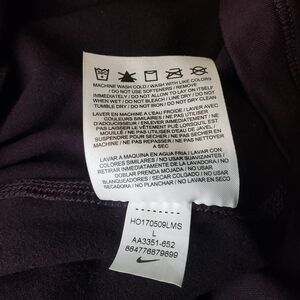 MACHINE WASH COLD / WASH WITH LIKE COLORS
/ DO NOT USE SOFTENERS / REMOVE
IMMEDIATELY / DO NOT ALLOW TO LAY ON ITSELF
WHEN WET / DO NOT BLEACH / LINE DRY / DO NOT
TUMBLE DRY / DO NOT IRON / DO NOT DRY CLEAN
LAVER EN MACHINE A L'EAU FROIDE / LAVER AVEC
COULEURS SIMILAIRES / NE PAS UTILISER
D'ADOUCISSEUR / ENLEVER IMMEDIATEMENT / NE
PAS LAISSER LE VÊTEMENT PLIÉ LORSQU'IL EST
MOUILLÉ / NE PAS UTILISER D'EAU DE JAVEL /
SUSPENDRE POUR SÉCHER / NE PAS SÉCHER EN
MACHINE / NE PAS REPASSER / NE PAS NETTOYER
À SEC
LAVAR A MAQUINA EN AGUA FRIA / LAVAR CON
COLORES SIMILARES / NO USAR SUAVIZANTES /
RETIRAR INMEDIATAMENTE DE LA LAVADORA / NO
DOBLAR PRENDA MOJADA / NO USAR
BLANQUEADORES / SECAR COLGADO / NO USAR
SECADORA / NO PLANCHAR / NO LAVAR EN SECO
HO170509LMS
L
AA3351-652
884776879899